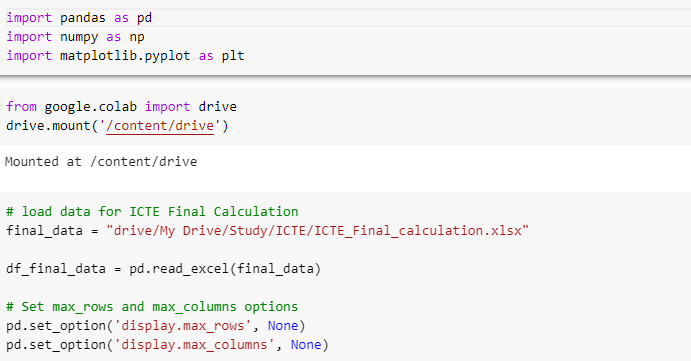 import pandas as pd
import numpy as np
import matplotlib.pyplot as plt
from google.colab import drive
drive.mount('/content/drive')
Mounted at /content/drive
# load data for ICTE Final Calculation
final_data = "drive/My Drive/Study/ICTE/ICTE_Final_calculation.xlsx"
df_final_data = pd.read_excel(final_data)
# Set max_rows and max_columns options
pd.set_option('display.max_rows', None)
pd.set_option('display.max_columns', None)